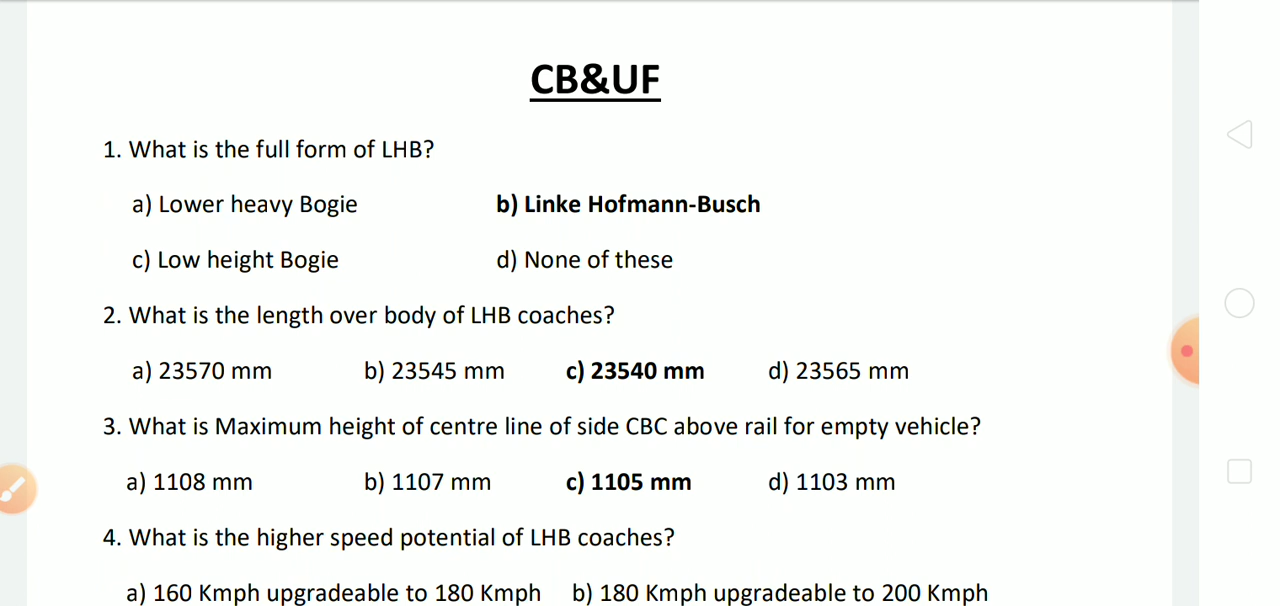 CB&UF
1. What is the full form of LHB?
a) Lower heavy Bogie b) Linke Hofmann-Busch
c) Low height Bogie d) None of these
2. What is the length over body of LHB coaches?
a) 23570 mm b) 23545 mm c) 23540 mm d) 23565 mm
3. What is Maximum height of centre line of side CBC above rail for empty vehicle?
a) 1108 mm b) 1107 mm c) 1105 mm d) 1103 mm
4. What is the higher speed potential of LHB coaches?
a) 160 Kmph upgradeable to 180 Kmph b) 180 Kmph upgradeable to 200 Kmph